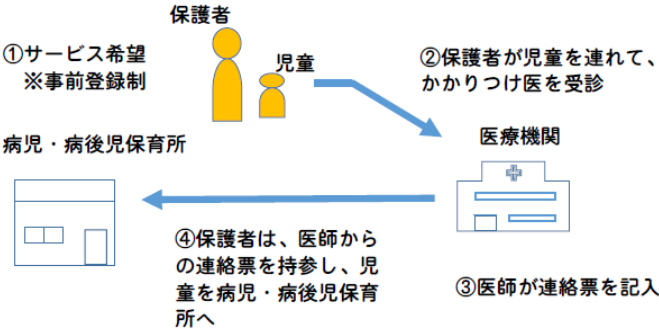 保護者
①サービス希望
※事前登録制
児童
②保護者が児童を連れて、
かかりつけ医を受診
病児・病後児保育所
医療機関
④保護者は、医師から
の連絡票を持参し、児
童を病児・病後児保育
所へ
③医師が連絡票を記入